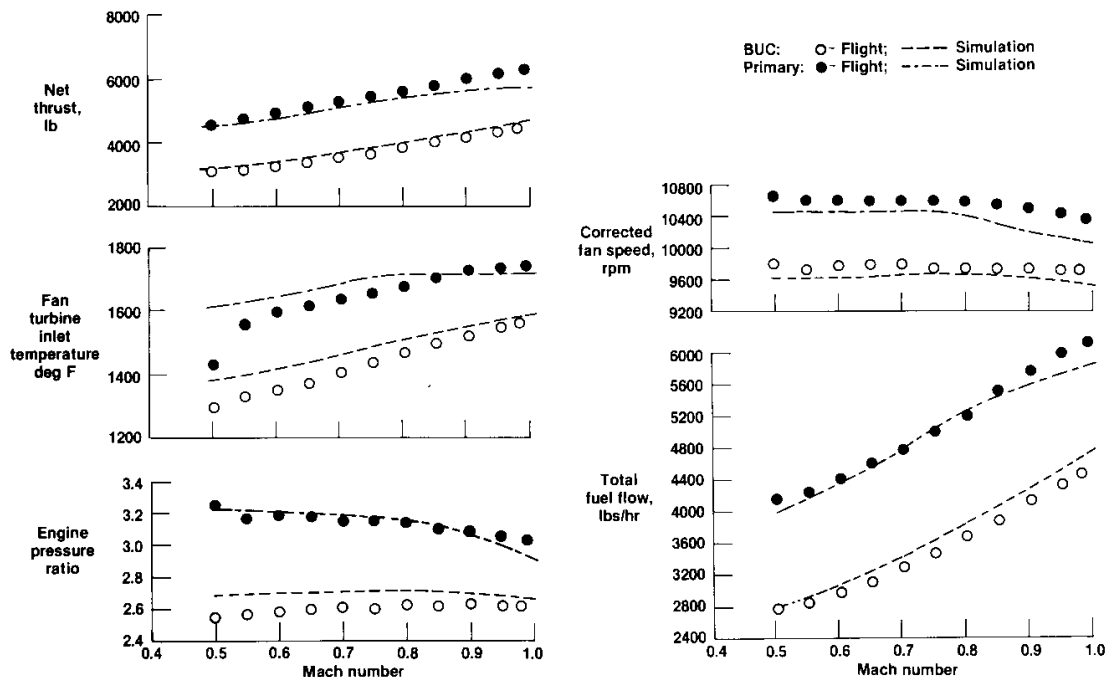 BUC: ○~ Flight; ——— Simulation
Primary: ●~ Flight; —-—- Simulation
Net
thrust,
lb
8000
6000
4000
2000
Fan
turbine
inlet
temperature
deg F
1800
1600
1400
1200
Engine
pressure
ratio
3.4
3.2
3.0
2.8
2.6
2.4
0.4 0.5 0.6 0.7 0.8 0.9 1.0
Mach number
Corrected
fan speed,
rpm
10800
10400
10000
9600
9200
Total
fuel flow,
lbs/hr
6000
5600
5200
4800
4400
4000
3600
3200
2800
2400
0.4 0.5 0.6 0.7 0.8 0.9 1.0
Mach number